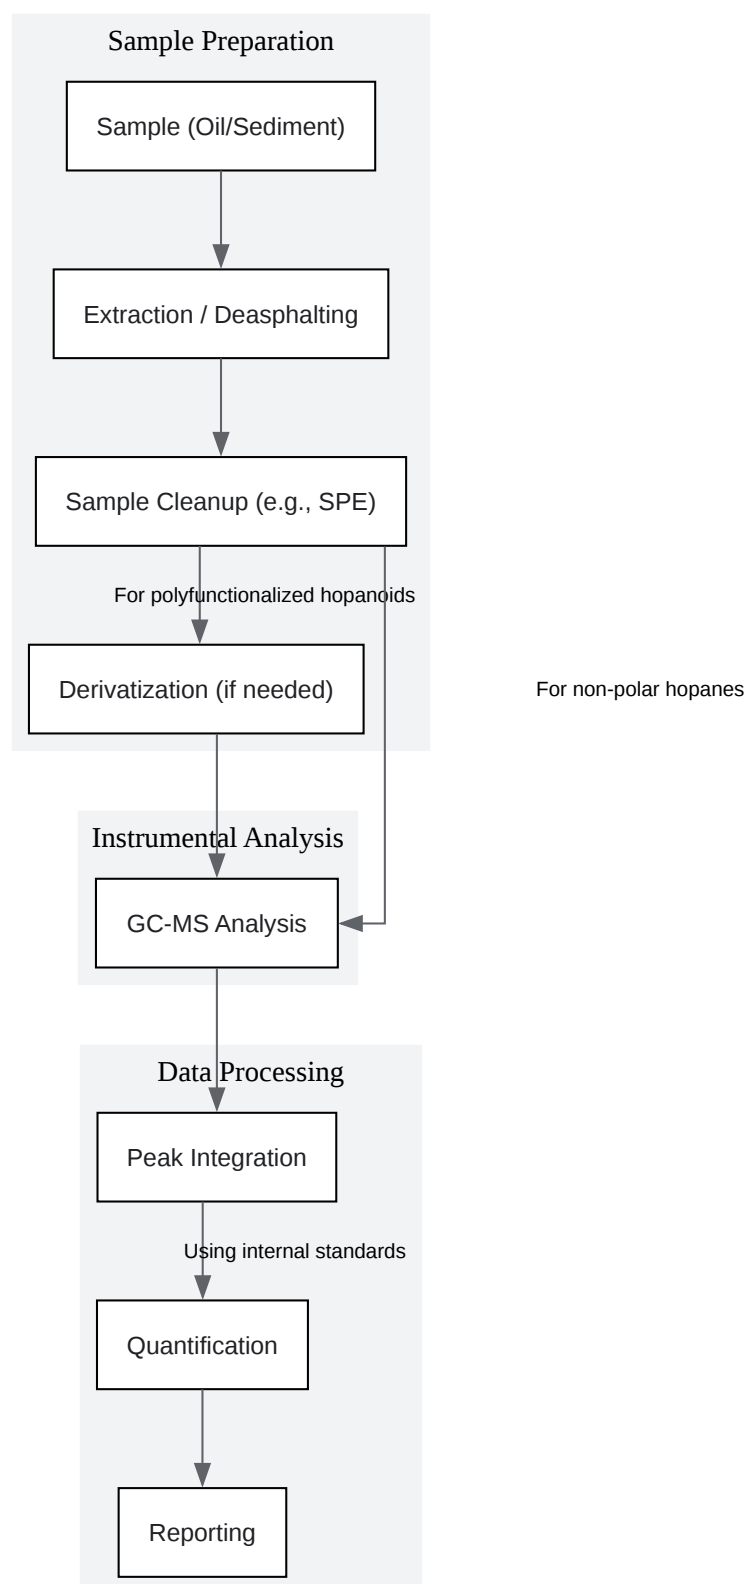 Sample Preparation
Sample (Oil/Sediment)
Extraction / Deasphalting
Sample Cleanup (e.g., SPE)
For polyfunctionalized hopanoids
Derivatization (if needed)
For non-polar hopanes
Instrumental Analysis
GC-MS Analysis
Data Processing
Peak Integration
Using internal standards
Quantification
Reporting